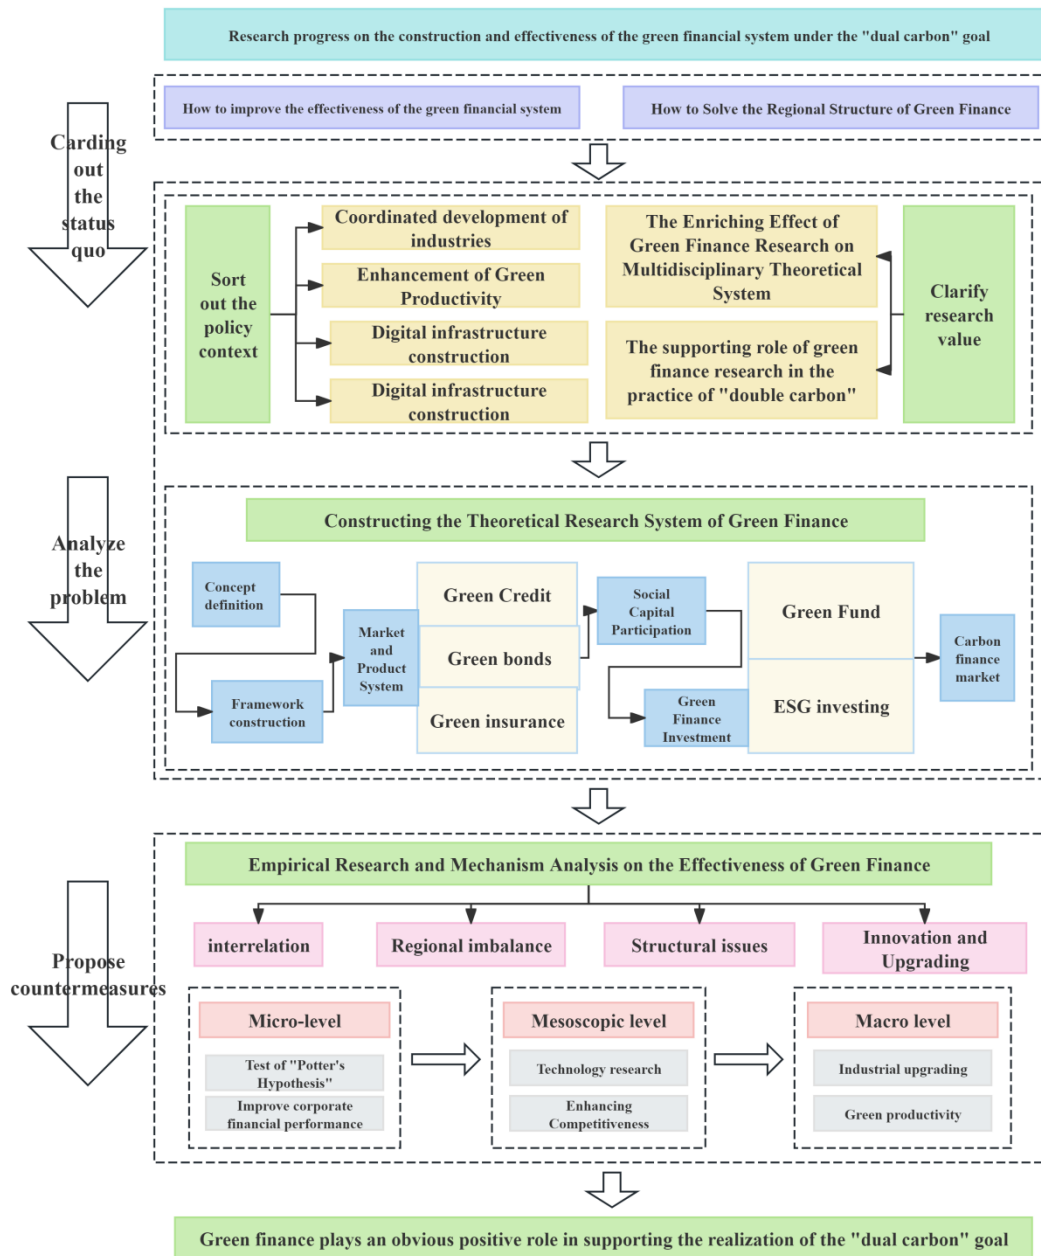 Research progress on the construction and effectiveness of the green financial system under the "dual carbon" goal
How to improve the effectiveness of the green financial system
How to Solve the Regional Structure of Green Finance
Carding
out
the
status
quo
Sort
out the
policy
context
Coordinated development of
industries
Enhancement of Green
Productivity
Digital infrastructure
construction
Digital infrastructure
construction
The Enriching Effect of
Green Finance Research on
Multidisciplinary Theoretical
System
The supporting role of green
finance research in the
practice of "double carbon"
Clarify
research
value
Analyze
the
problem
Constructing the Theoretical Research System of Green Finance
Concept
definition
Framework
construction
Market
and
Product
System
Green Credit
Green bonds
Green insurance
Social
Capital
Participation
Green
Finance
Investment
Green Fund
ESG investing
Carbon
finance
market
Propose
countermeasures
Empirical Research and Mechanism Analysis on the Effectiveness of Green Finance
interrelation
Regional imbalance
Structural issues
Innovation and
Upgrading
Micro-level
Test of "Potter's
Hypothesis"
Improve corporate
financial performance
Mesoscopic level
Technology research
Enhancing
Competitiveness
Macro level
Industrial upgrading
Green productivity
Green finance plays an obvious positive role in supporting the realization of the "dual carbon" goal